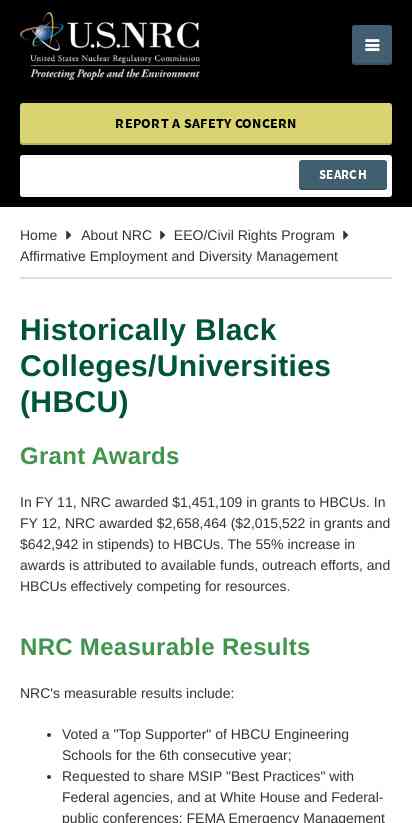 U.S.NRC
United States Nuclear Regulatory Commission
Protecting People and the Environment
REPORT A SAFETY CONCERN
SEARCH
Home About NRC EEO/Civil Rights Program
Affirmative Employment and Diversity Management
Historically Black
Colleges/Universities
(HBCU)
Grant Awards
In FY 11, NRC awarded $1,451,109 in grants to HBCUs. In
FY 12, NRC awarded $2,658,464 ($2,015,522 in grants and
$642,942 in stipends) to HBCUs. The 55% increase in
awards is attributed to available funds, outreach efforts, and
HBCUs effectively competing for resources.
NRC Measurable Results
NRC's measurable results include:
• Voted a "Top Supporter" of HBCU Engineering
Schools for the 6th consecutive year;
• Requested to share MSIP "Best Practices" with
Federal agencies, and at White House and Federal-
public conferences: FEMA Emergency Management